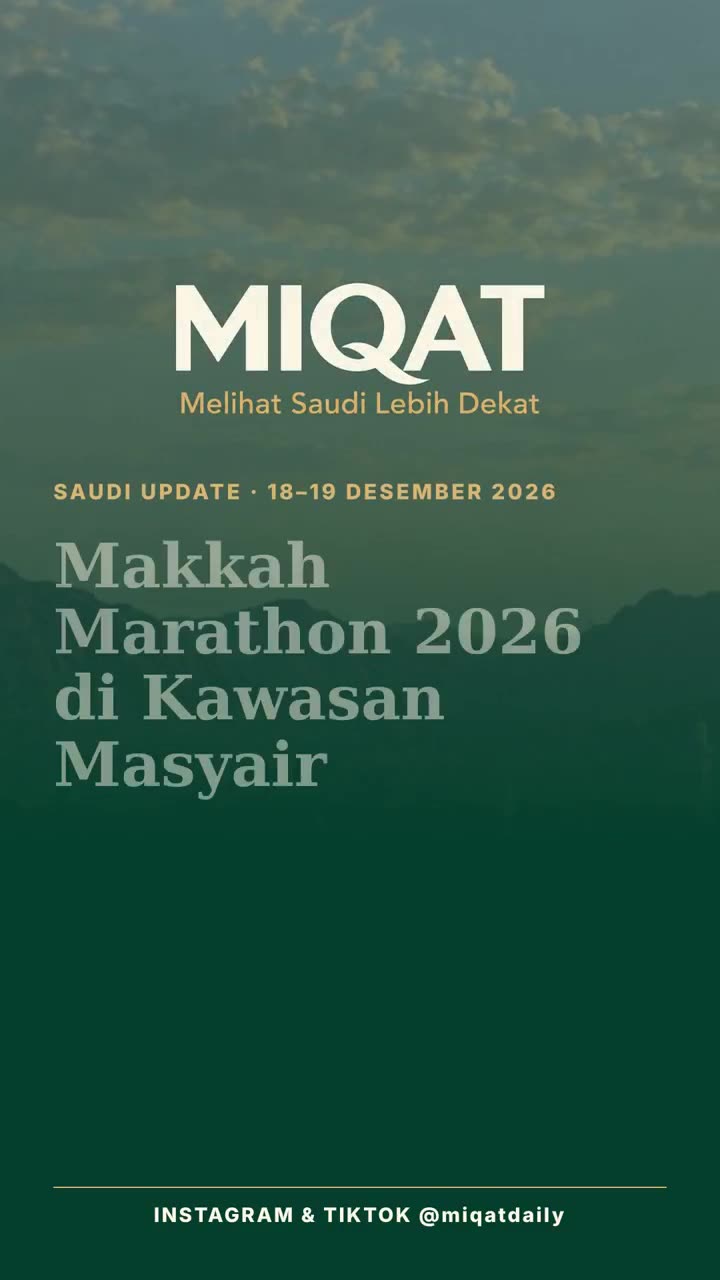 MIQAT
Melihat Saudi Lebih Dekat
SAUDI UPDATE · 18–19 DESEMBER 2026
Makkah
Marathon 2026
di Kawasan
Masyair
INSTAGRAM & TIKTOK @miqatdaily